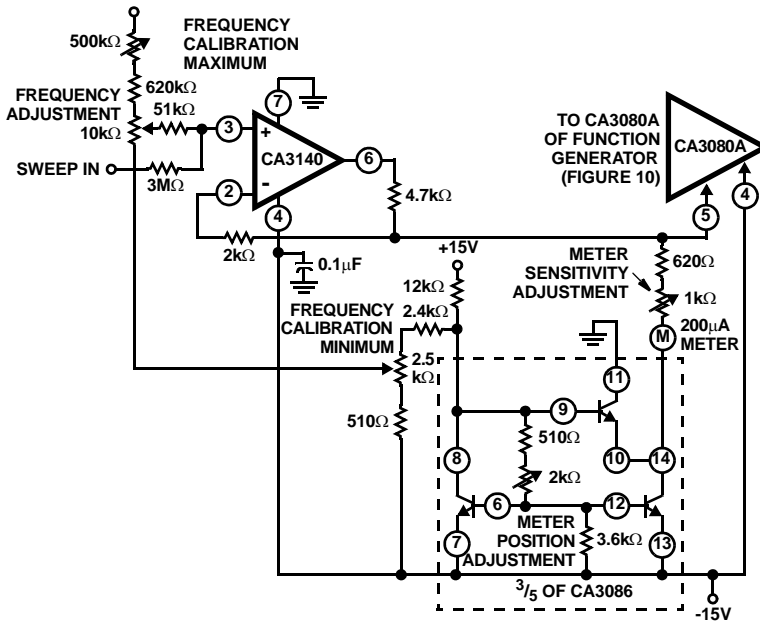 500kΩ
FREQUENCY
CALIBRATION
MAXIMUM
620kΩ
FREQUENCY
ADJUSTMENT
10kΩ
51kΩ
SWEEP IN
3MΩ
7
3
+
CA3140
6
2
-
4
4.7kΩ
2kΩ
0.1μF
TO CA3080A
OF FUNCTION
GENERATOR
(FIGURE 10)
CA3080A
4
5
+15V
12kΩ
2.4kΩ
FREQUENCY
CALIBRATION
MINIMUM
2.5
kΩ
510Ω
METER
SENSITIVITY
ADJUSTMENT
620Ω
1kΩ
M
200μA
METER
11
9
510Ω
8
10
14
2kΩ
6
12
7
METER
POSITION
ADJUSTMENT
3.6kΩ
13
3/5 OF CA3086
-15V